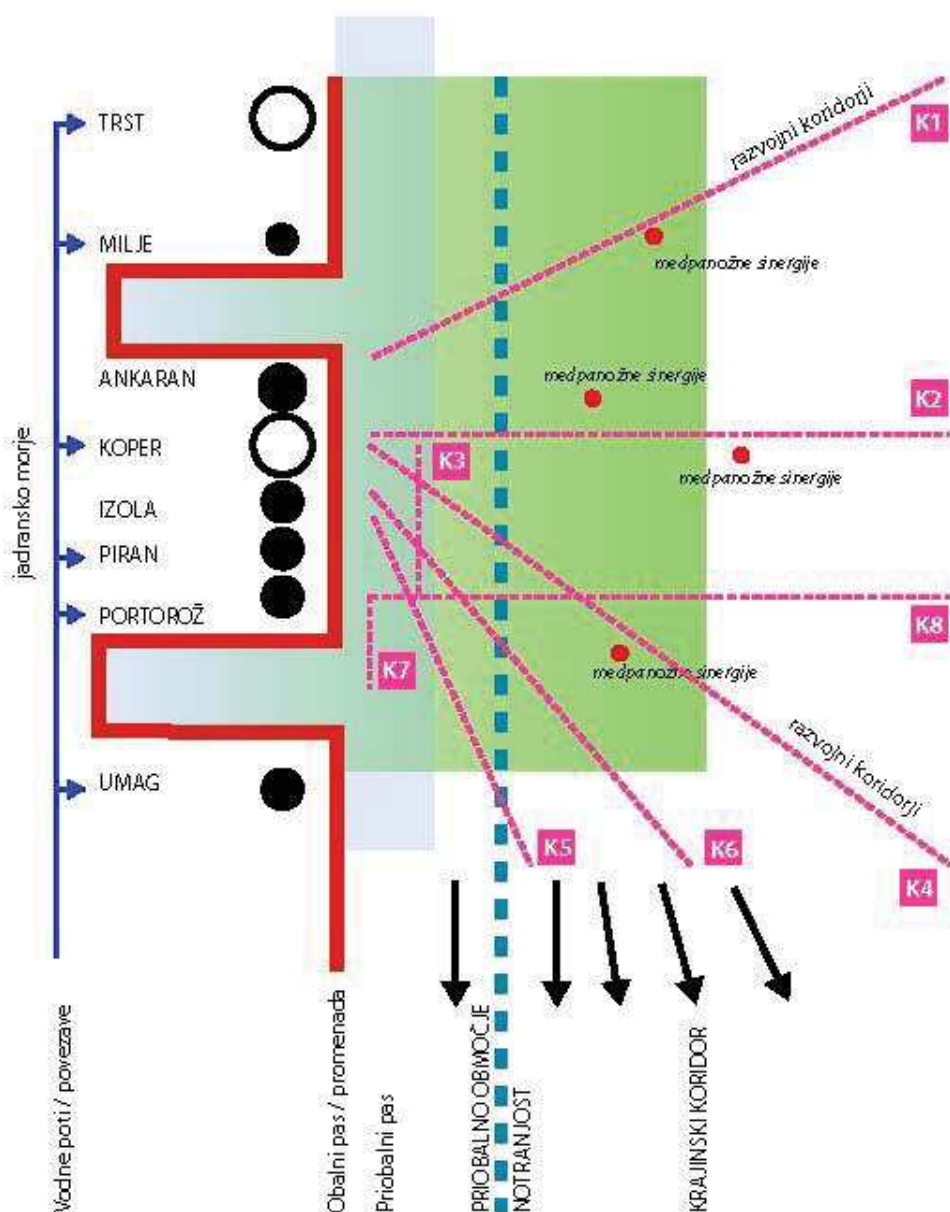 TRST
MILJE
ANKARAN
KOPER
IZOLA
PIRAN
PORTOROŽ
UMAG
jadransko morje
razvojni koridorji
K1
medpanožne sinergije
medpanožne sinergije
K2
K3
medpanožne sinergije
K8
K7
medpanožne sinergije
razvojni koridorji
K5
K6
K4
Vodne poti / povezave
Obalni pas / promenada
Priobalni pas
PRIOBALNO OBMOČJE
NOTRANJOST
KRAJINSKI KORIDOR